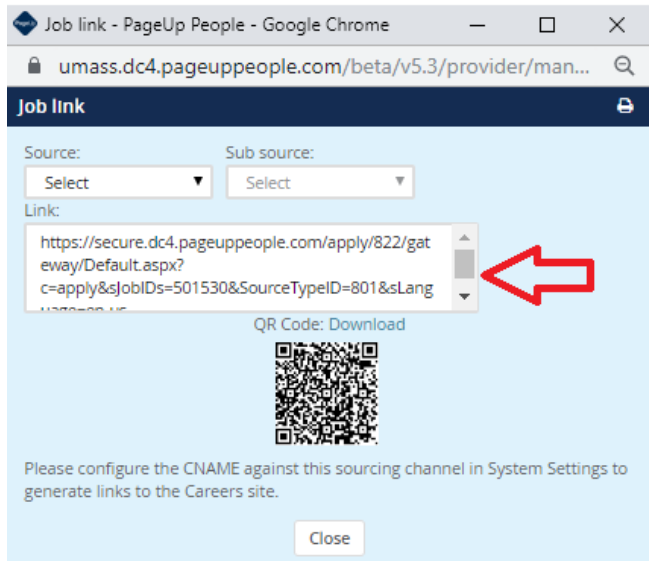 Job link - PageUp People - Google Chrome
umass.dc4.pageuppeople.com/beta/v5.3/provider/man...
Job link
Source: Sub source:
Select Select
Link:
https://secure.dc4.pageuppeople.com/apply/822/gat
eway/Default.aspx?
c=apply&sJobIDs=501530&SourceTypeID=801&sLang
QR Code: Download
Please configure the CNAME against this sourcing channel in System Settings to
generate links to the Careers site.
Close